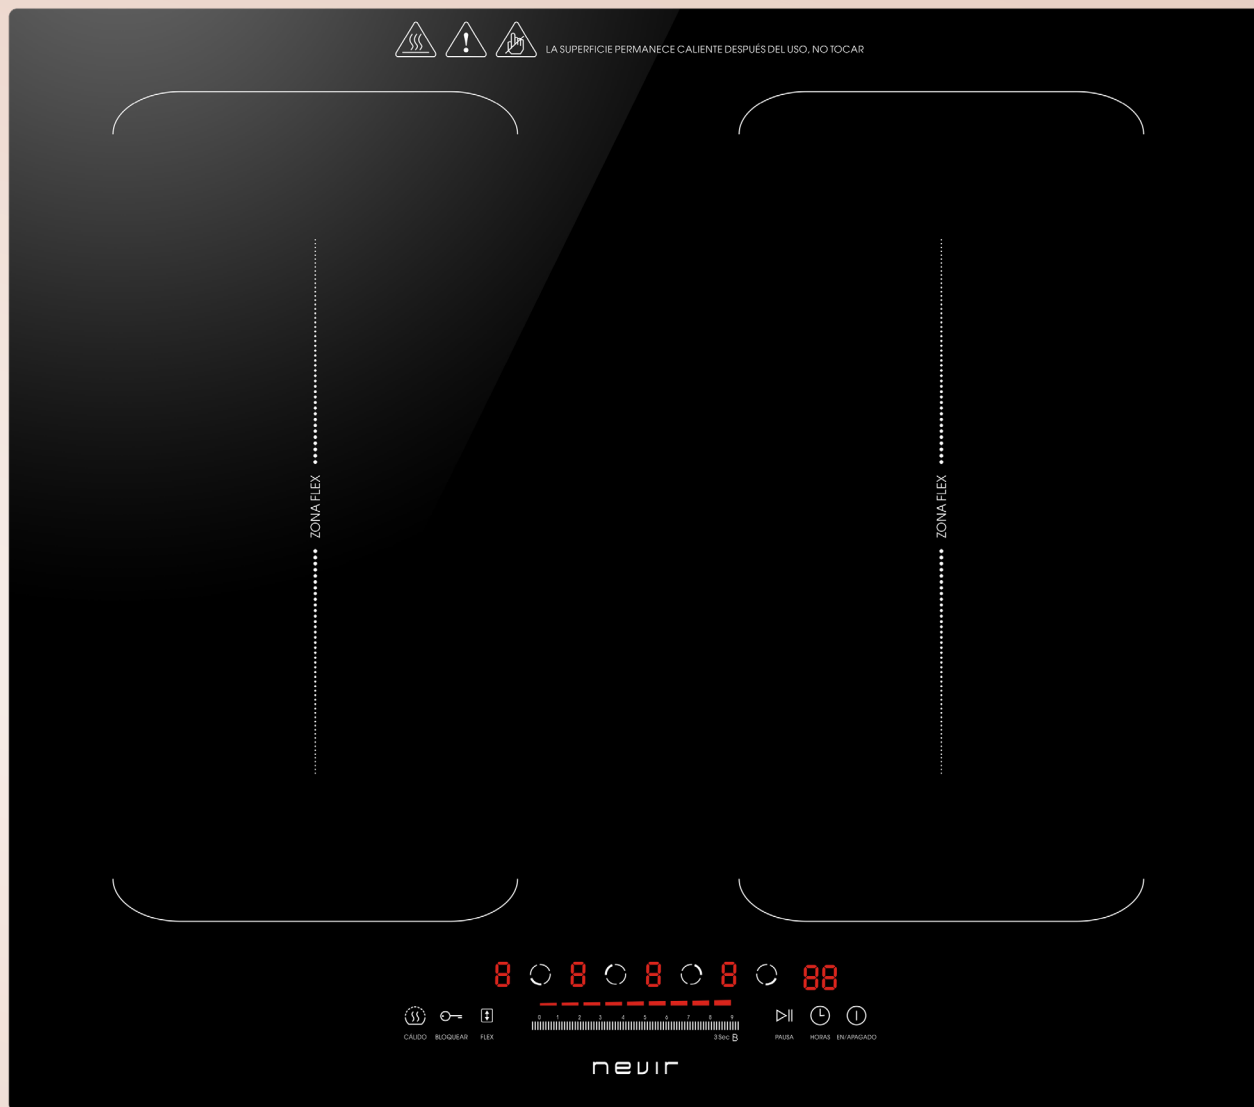 LA SUPERFICIE PERMANECE CALIENTE DESPUÉS DEL USO, NO TOCAR
ZONA FLEX
ZONA FLEX
8 8 8 8 88
0 1 2 3 4 5 6 7 8 9
3 Sec B
CÁLIDO BLOQUEAR FLEX
PAUSA HORAS EN/APAGADO
nevir